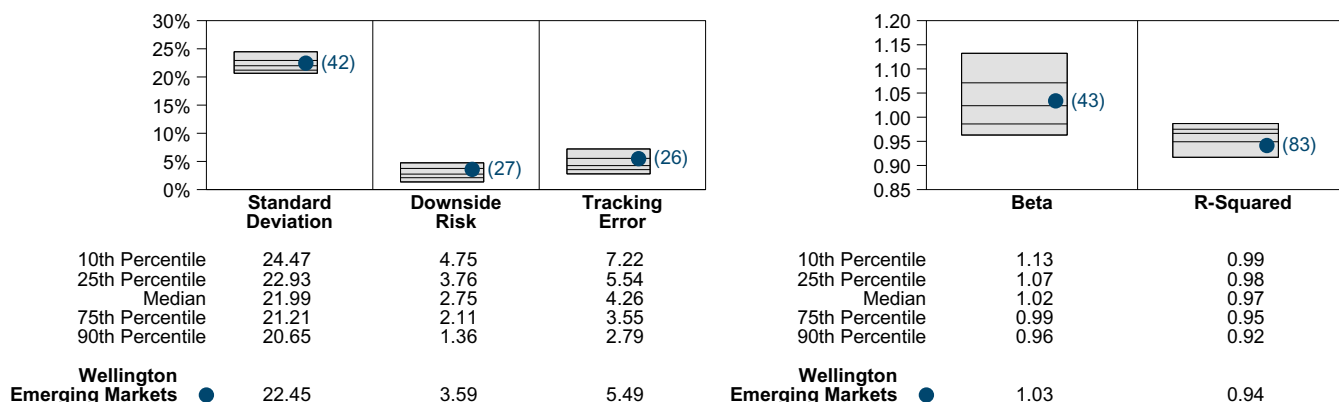 30%
25%
20%
15%
10%
5%
0%
(42)
(27)
(26)
Standard Deviation
Downside Risk
Tracking Error
10th Percentile 24.47 4.75 7.22
25th Percentile 22.93 3.76 5.54
Median 21.99 2.75 4.26
75th Percentile 21.21 2.11 3.55
90th Percentile 20.65 1.36 2.79
Wellington
Emerging Markets 22.45 3.59 5.49
1.20
1.15
1.10
1.05
1.00
0.95
0.90
0.85
(43)
(83)
Beta
R-Squared
10th Percentile 1.13 0.99
25th Percentile 1.07 0.98
Median 1.02 0.97
75th Percentile 0.99 0.95
90th Percentile 0.96 0.92
Wellington
Emerging Markets 1.03 0.94